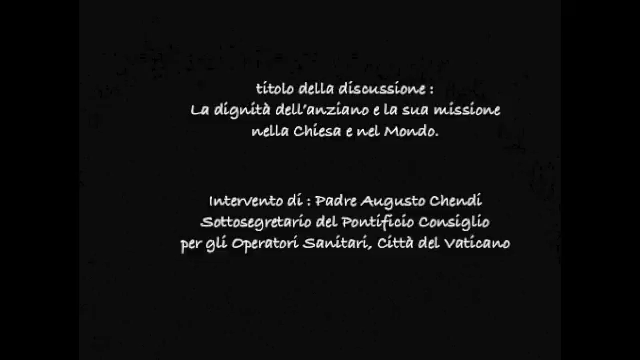 titolo della discussione :
La dignità dell'anziano e la sua missione
nella Chiesa e nel Mondo.
Intervento di : Padre Augusto Chendi
Sottosegretario del Pontificio Consiglio
per gli Operatori Sanitari, Città del Vaticano